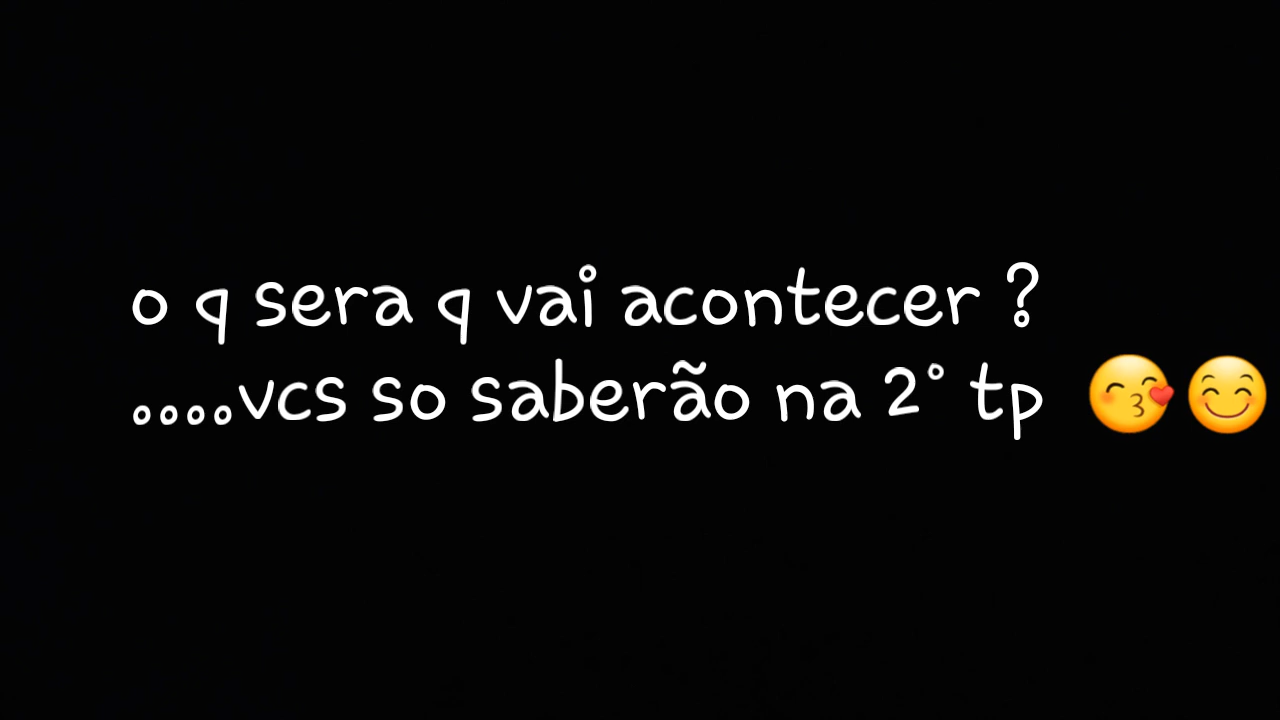 o q sera q vai acontecer ?
....vcs so saberão na 2° tp 😙😊